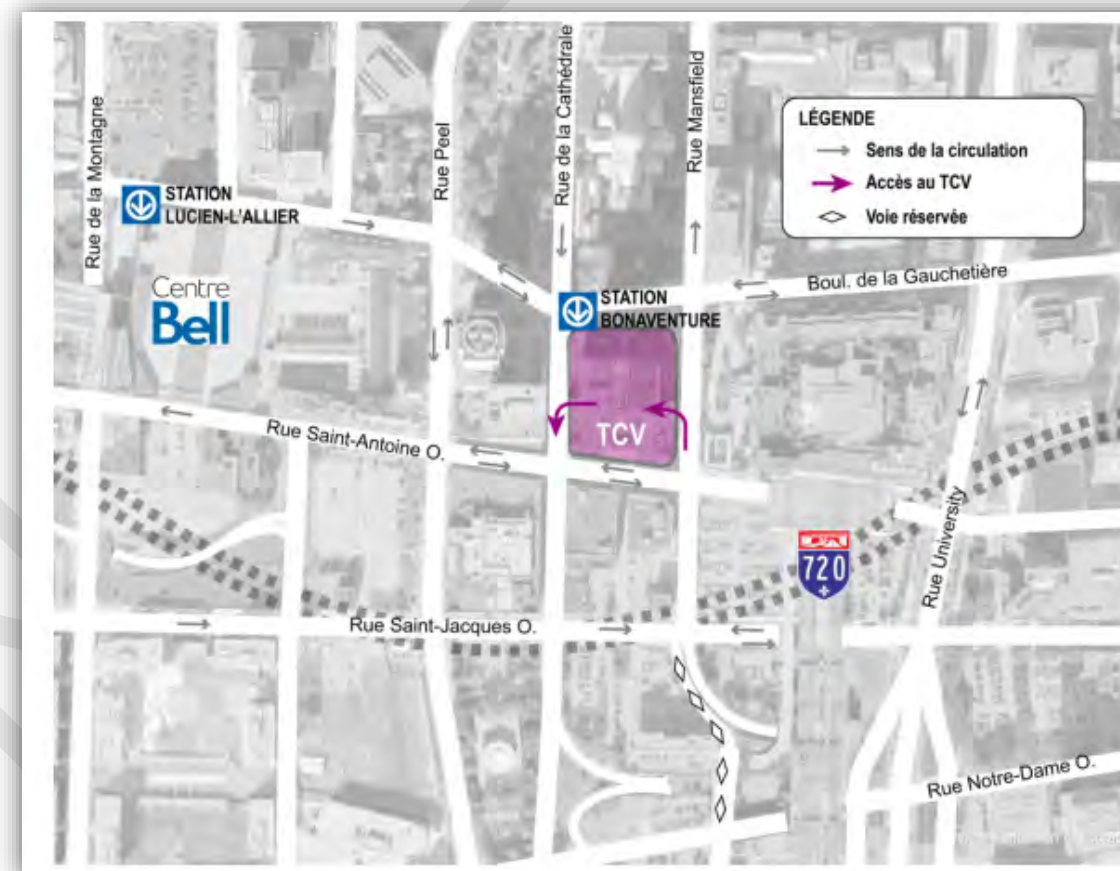 Rue de la Montagne
Rue Peel
Rue de la Cathédrale
Rue Mansfield
LÉGENDE
Sens de la circulation
Accès au TCV
Voie réservée
STATION
LUCIEN-L'ALLIER
Centre
Bell
STATION
BONAVENTURE
Boul. de la Gauchetière
TCV
Rue Saint-Antoine O.
Rue University
720
Rue Saint-Jacques O.
Rue Notre-Dame O.